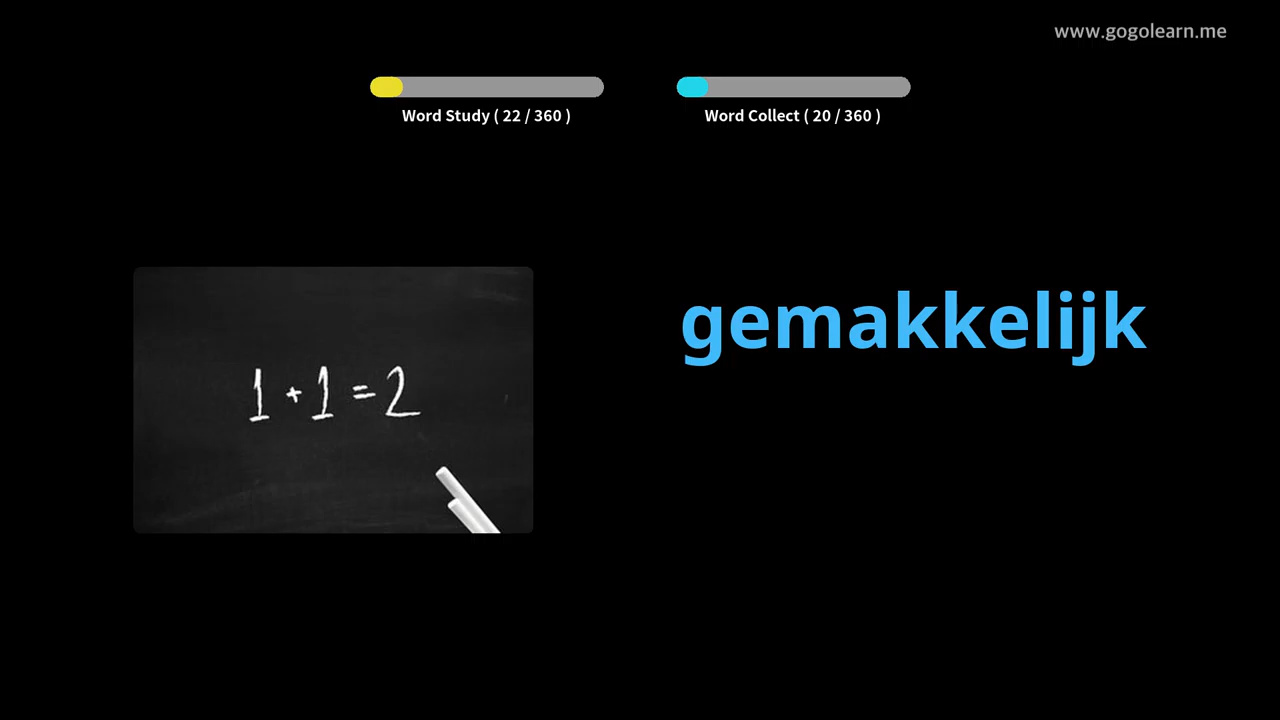 www.gogolearn.me
Word Study ( 22 / 360 )
Word Collect ( 20 / 360 )
gemakkelijk
1 + 1 = 2